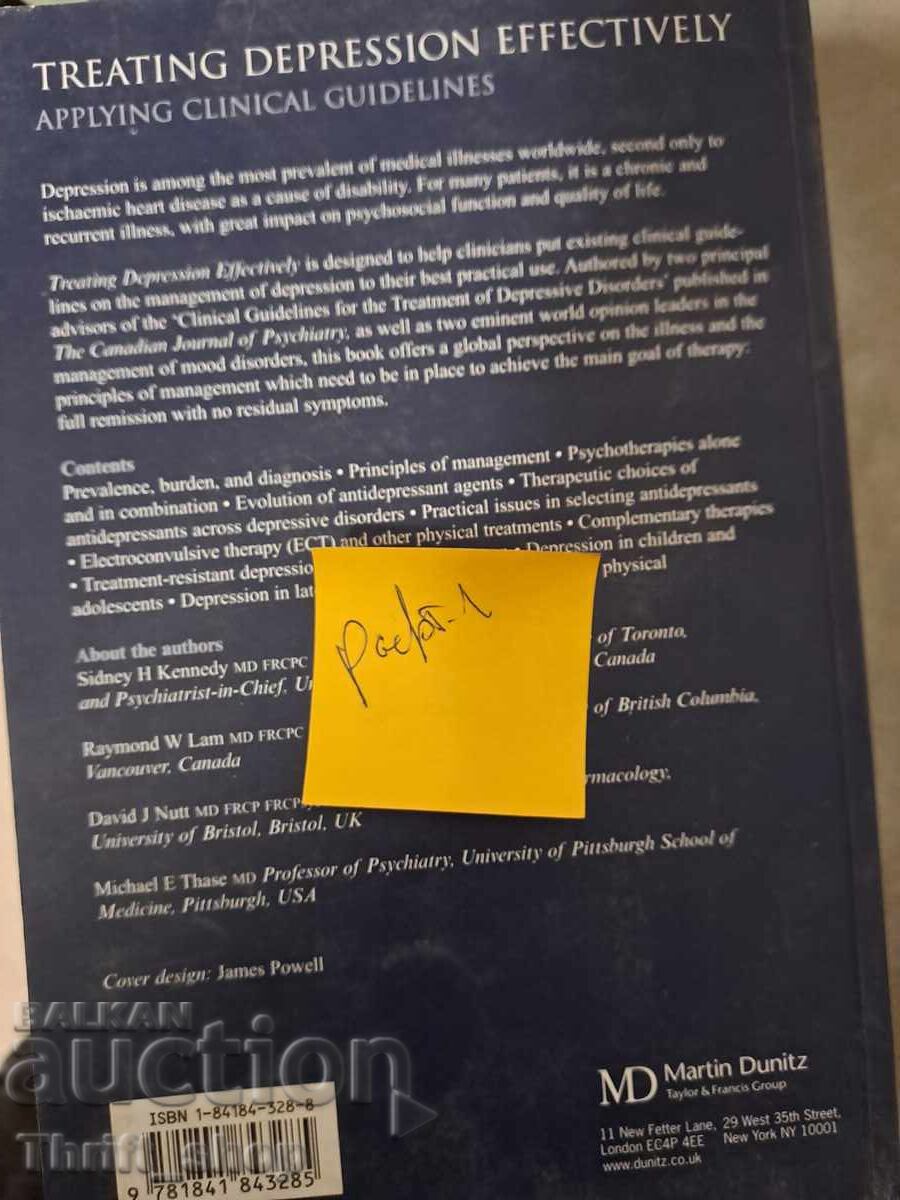 TREATING DEPRESSION EFFECTIVELY
APPLYING CLINICAL GUIDELINES
Depression is among the most prevalent of medical illnesses worldwide, second only to
ischaemic heart disease as a cause of disability. For many patients, it is a chronic and
recurrent illness, with great impact on psychosocial function and quality of life.
Treating Depression Effectively is designed to help clinicians put existing clinical guide-
lines on the management of depression to their best practical use. Authored by two principal
advisors of the 'Clinical Guidelines for the Treatment of Depressive Disorders' published in
The Canadian Journal of Psychiatry, as well as two eminent world opinion leaders in the
management of mood disorders, this book offers a global perspective on the illness and the
principles of management which need to be in place to achieve the main goal of therapy:
full remission with no residual symptoms.
Contents
Prevalence, burden, and diagnosis • Principles of management • Psychotherapies alone
and in combination • Evolution of antidepressant agents • Therapeutic choices of
antidepressants across depressive disorders • Practical issues in selecting antidepressants
• Electroconvulsive therapy (ECT) and other physical treatments • Complementary therapies
• Treatment-resistant depressio • Depression in children and
adolescents • Depression in lat physical
About the authors
Sidney H Kennedy MD FRCPC of Toronto,
and Psychiatrist-in-Chief, Un Canada
Raymond W Lam MD FRCPC of British Columbia,
Vancouver, Canada
David J Nutt MD FRCP FRCPsy rmacology,
University of Bristol, Bristol, UK
Michael E Thase MD Professor of Psychiatry, University of Pittsburgh School of
Medicine, Pittsburgh, USA
Cover design: James Powell
BALKAN
auction
Thrift_shop
ISBN 1-84184-328-8
9 781841 843285
MD Martin Dunitz
Taylor & Francis Group
11 New Fetter Lane, 29 West 35th Street,
London EC4P 4EE New York NY 10001
www.dunitz.co.uk